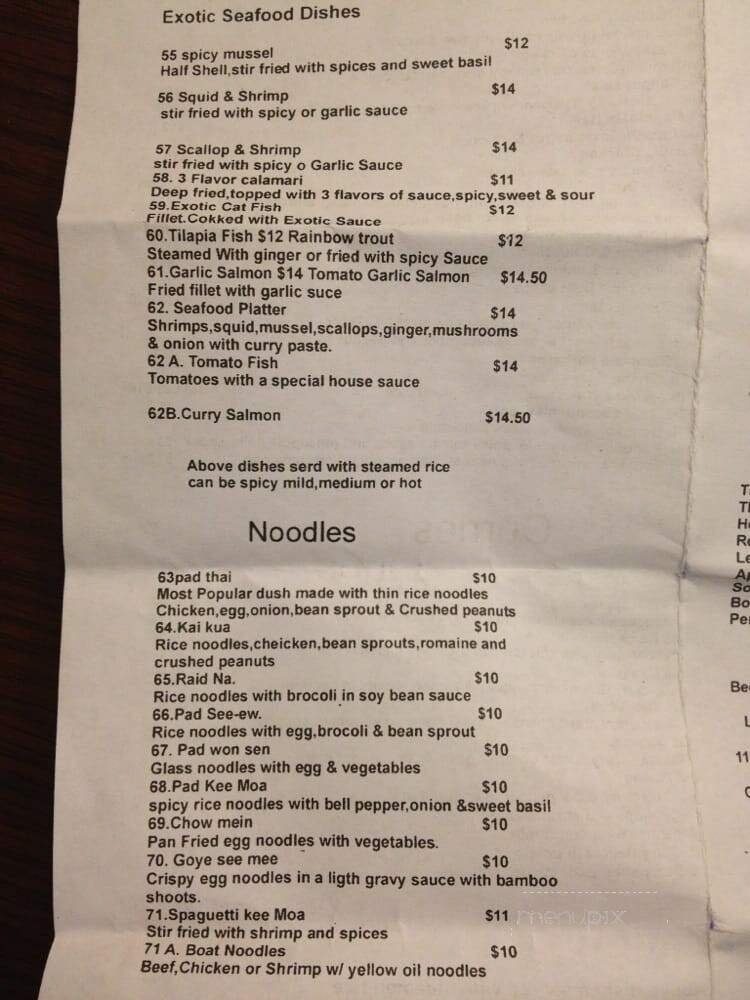 Exotic Seafood Dishes
55 spicy mussel $12
Half Shell,stir fried with spices and sweet basil
56 Squid & Shrimp $14
stir fried with spicy or garlic sauce
57 Scallop & Shrimp $14
stir fried with spicy o Garlic Sauce
58. 3 Flavor calamari $11
Deep fried,topped with 3 flavors of sauce,spicy,sweet & sour
59.Exotic Cat Fish $12
Fillet.Cokked with Exotic Sauce
60.Tilapia Fish $12 Rainbow trout $12
Steamed With ginger or fried with spicy Sauce
61.Garlic Salmon $14 Tomato Garlic Salmon $14.50
Fried fillet with garlic suce
62. Seafood Platter $14
Shrimps,squid,mussel,scallops,ginger,mushrooms
& onion with curry paste.
62 A. Tomato Fish $14
Tomatoes with a special house sauce
62B.Curry Salmon $14.50
Above dishes serd with steamed rice
can be spicy mild,medium or hot
Noodles
63pad thai $10
Most Popular dush made with thin rice noodles
Chicken,egg,onion,bean sprout & Crushed peanuts
64.Kai kua $10
Rice noodles,cheicken,bean sprouts,romaine and
crushed peanuts
65.Raid Na. $10
Rice noodles with brocoli in soy bean sauce
66.Pad See-ew. $10
Rice noodles with egg,brocoli & bean sprout
67. Pad won sen $10
Glass noodles with egg & vegetables
68.Pad Kee Moa $10
spicy rice noodles with bell pepper,onion &sweet basil
69.Chow mein $10
Pan Fried egg noodles with vegetables.
70. Goye see mee $10
Crispy egg noodles in a ligth gravy sauce with bamboo
shoots.
71.Spaguetti kee Moa $11
Stir fried with shrimp and spices
71 A. Boat Noodles $10
Beef,Chicken or Shrimp w/ yellow oil noodles
menupix